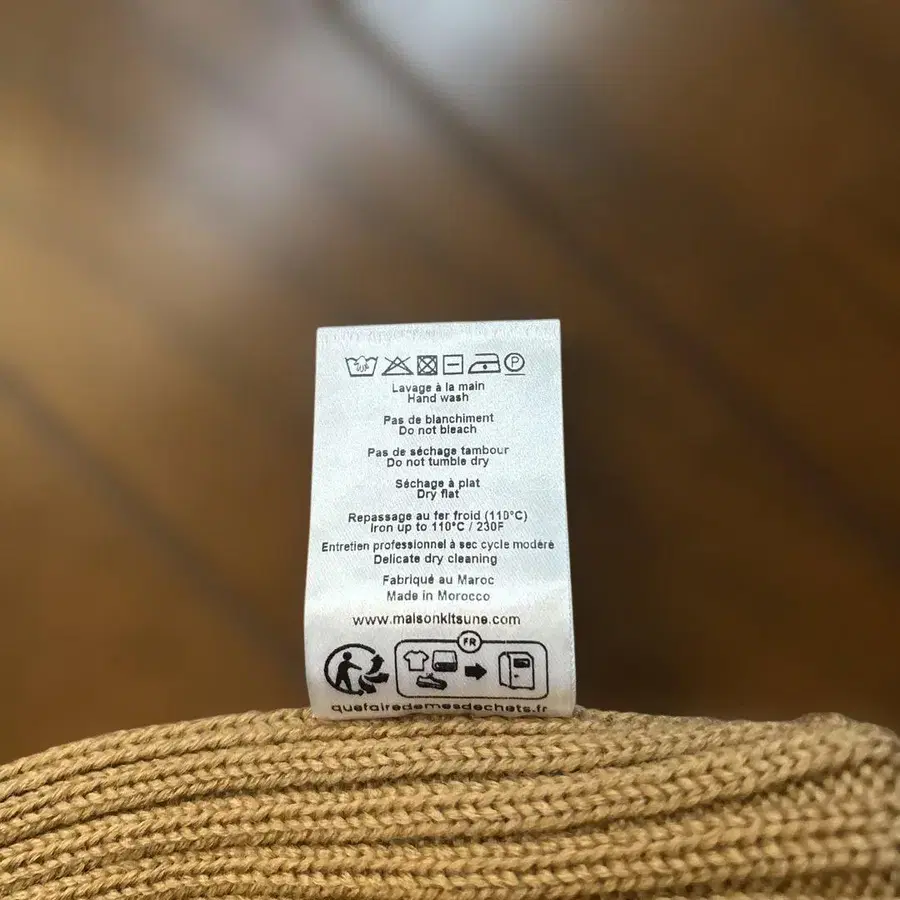 P
Lavage à la main
Hand wash
Pas de blanchiment
Do not bleach
Pas de séchage tambour
Do not tumble dry
Séchage à plat
Dry flat
Repassage au fer froid (110°C)
Iron up to 110°C / 230F
Entretien professionnel à sec cycle modéré
Delicate dry cleaning
Fabriqué au Maroc
Made in Morocco
www.maisonkitsune.com
FR
quefairedemesdechets.fr